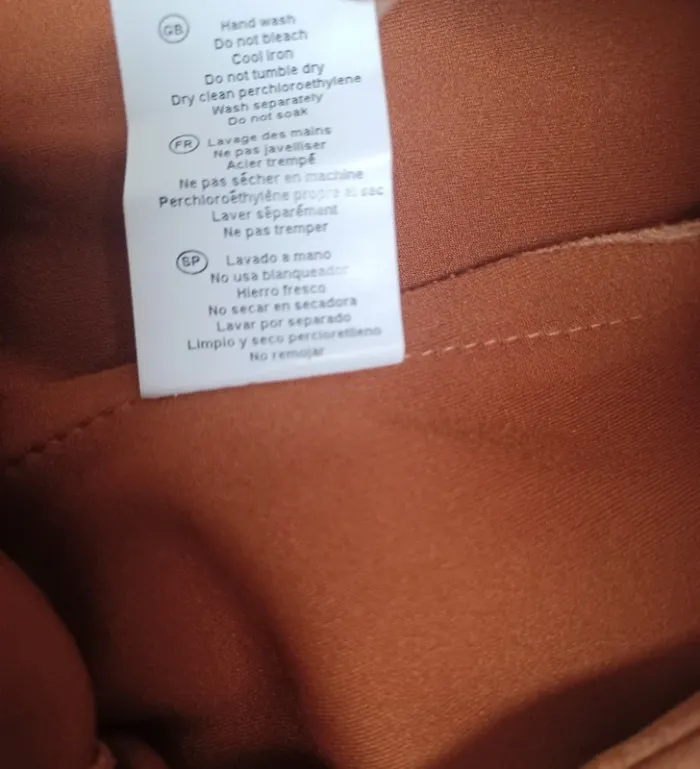 GB Hand wash
Do not bleach
Cool iron
Do not tumble dry
Dry clean perchloroethylene
Wash separately
Do not soak
FR Lavage des mains
Ne pas javelliser
Acier trempé
Ne pas sécher en machine
Perchloroéthylène propre at sec
Laver séparément
Ne pas tremper
SP Lavado a mano
No usa blanqueador
Hierro fresco
No secar en secadora
Lavar por separado
Limpio y seco percloretileno
No remojar